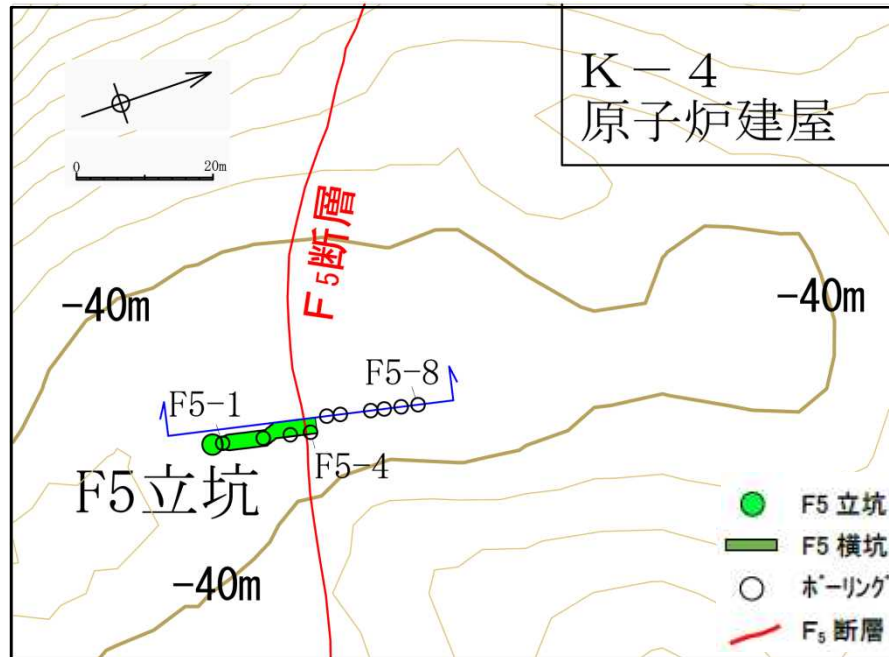 K－4
原子炉建屋
0 20m
F5断層
-40m
-40m
F5-8
F5-1
F5-4
F5立坑
-40m
F5 立坑
F5 横坑
ﾎﾞｰﾘﾝｸﾞ
F5 断層